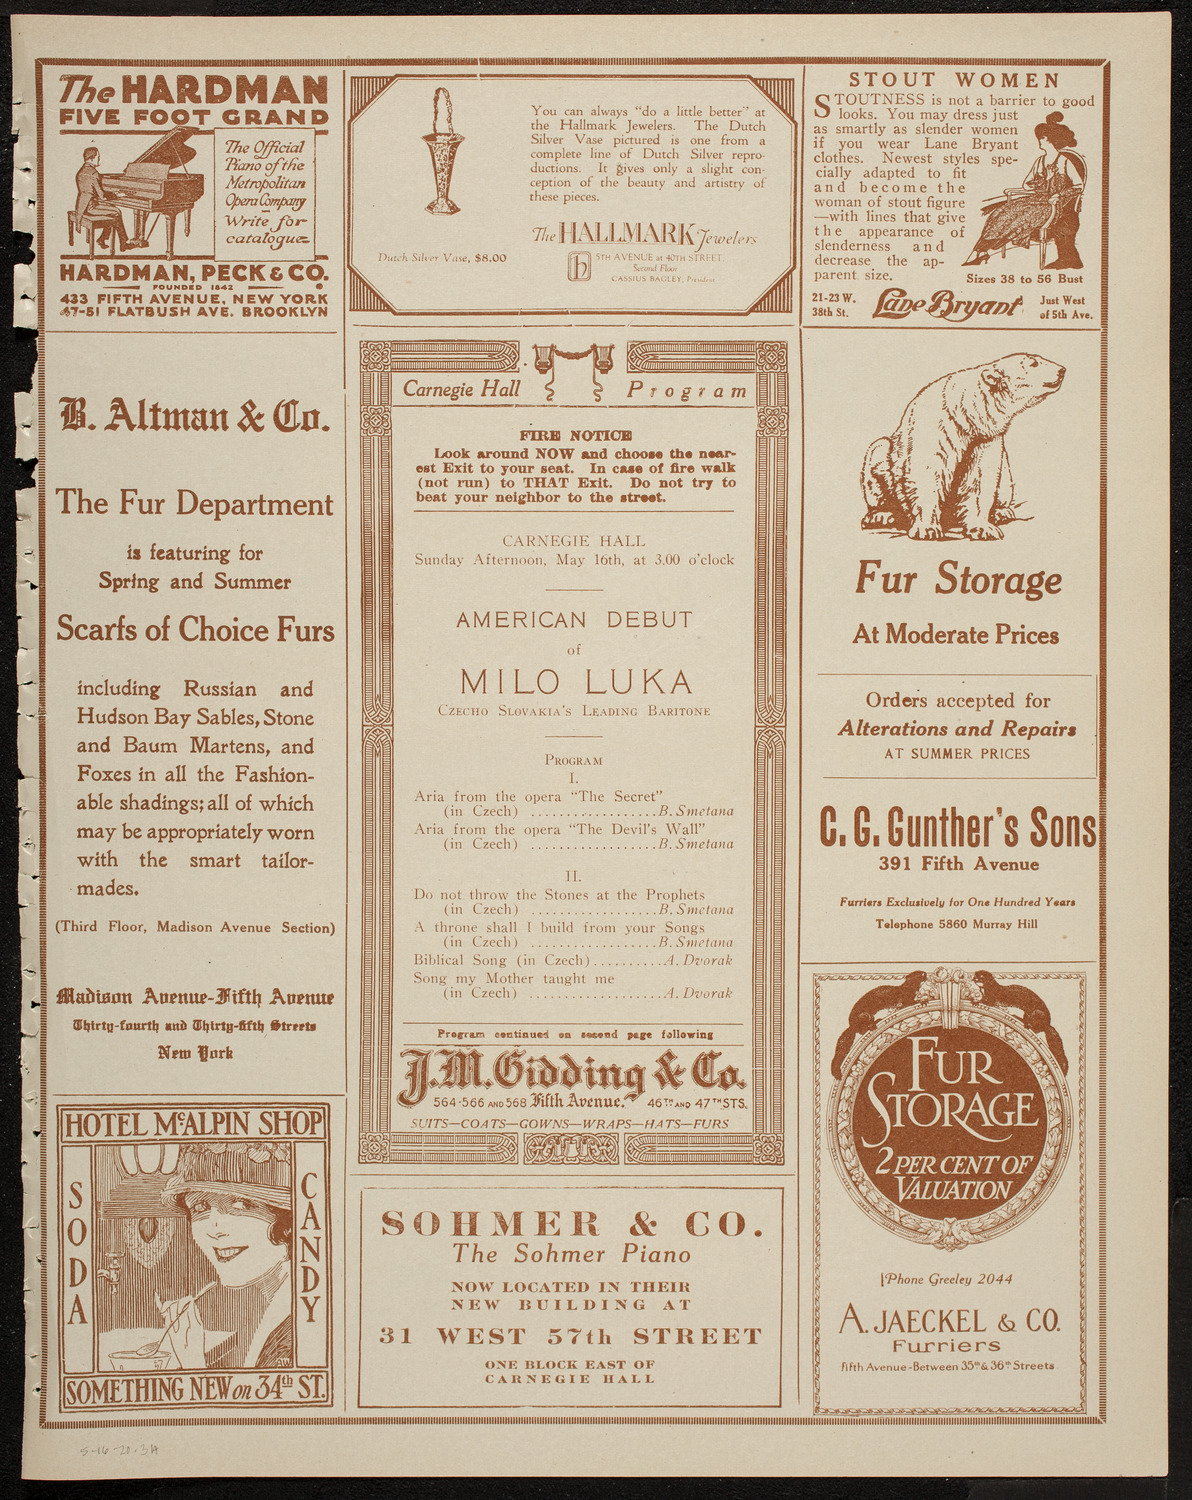 The HARDMAN
FIVE FOOT GRAND
The Official
Piano of the
Metropolitan
Opera Company
Write for
catalogue
HARDMAN, PECK & CO.
FOUNDED 1842
433 FIFTH AVENUE, NEW YORK
47-51 FLATBUSH AVE. BROOKLYN
B. Altman & Co.
The Fur Department
is featuring for
Spring and Summer
Scarfs of Choice Furs
including Russian and
Hudson Bay Sables, Stone
and Baum Martens, and
Foxes in all the Fashion-
able shadings; all of which
may be appropriately worn
with the smart tailor-
mades.
(Third Floor, Madison Avenue Section)
Madison Avenue-Fifth Avenue
Thirty-fourth and Thirty-fifth Streets
New York
HOTEL McALPIN SHOP
SODA
CANDY
SOMETHING NEW on 34th ST.
You can always "do a little better" at
the Hallmark Jewelers. The Dutch
Silver Vase pictured is one from a
complete line of Dutch Silver repro-
ductions. It gives only a slight con-
ception of the beauty and artistry of
these pieces.
The HALLMARK Jewelers
Dutch Silver Vase, $8.00
5TH AVENUE at 40TH STREET
Second Floor
CASSIUS BAGLEY, President
Carnegie Hall Program
FIRE NOTICE
Look around NOW and choose the near-
est Exit to your seat. In case of fire walk
(not run) to THAT Exit. Do not try to
beat your neighbor to the street.
CARNEGIE HALL
Sunday Afternoon, May 16th, at 3.00 o'clock
AMERICAN DEBUT
of
MILO LUKA
CZECHO SLOVAKIA'S LEADING BARITONE
PROGRAM
I.
Aria from the opera "The Secret"
(in Czech) ..................B. Smetana
Aria from the opera "The Devil's Wall"
(in Czech) ..................B. Smetana
II.
Do not throw the Stones at the Prophets
(in Czech) ..................B. Smetana
A throne shall I build from your Songs
(in Czech) ..................B. Smetana
Biblical Song (in Czech)..........A. Dvorak
Song my Mother taught me
(in Czech) ...................A. Dvorak
Program continued on second page following
J. M. Gidding & Co.
564-566 AND 568 Fifth Avenue. 46TH AND 47TH STS.
SUITS—COATS—GOWNS—WRAPS—HATS—FURS
SOHMER & CO.
The Sohmer Piano
NOW LOCATED IN THEIR
NEW BUILDING AT
31 WEST 57th STREET
ONE BLOCK EAST OF
CARNEGIE HALL
STOUT WOMEN
STOUTNESS is not a barrier to good
looks. You may dress just
as smartly as slender women
if you wear Lane Bryant
clothes. Newest styles spe-
cially adapted to fit
and become the
woman of stout figure
—with lines that give
the appearance of
slenderness and
decrease the ap-
parent size.
Sizes 38 to 56 Bust
21-23 W.
38th St.
Lane Bryant
Just West
of 5th Ave.
Fur Storage
At Moderate Prices
Orders accepted for
Alterations and Repairs
AT SUMMER PRICES
C. G. Gunther's Sons
391 Fifth Avenue
Furriers Exclusively for One Hundred Years
Telephone 5860 Murray Hill
FUR
STORAGE
2 PER CENT OF
VALUATION
Phone Greeley 2044
A. JAECKEL & CO.
Furriers
Fifth Avenue-Between 35th & 36th Streets
5-16-20.3A